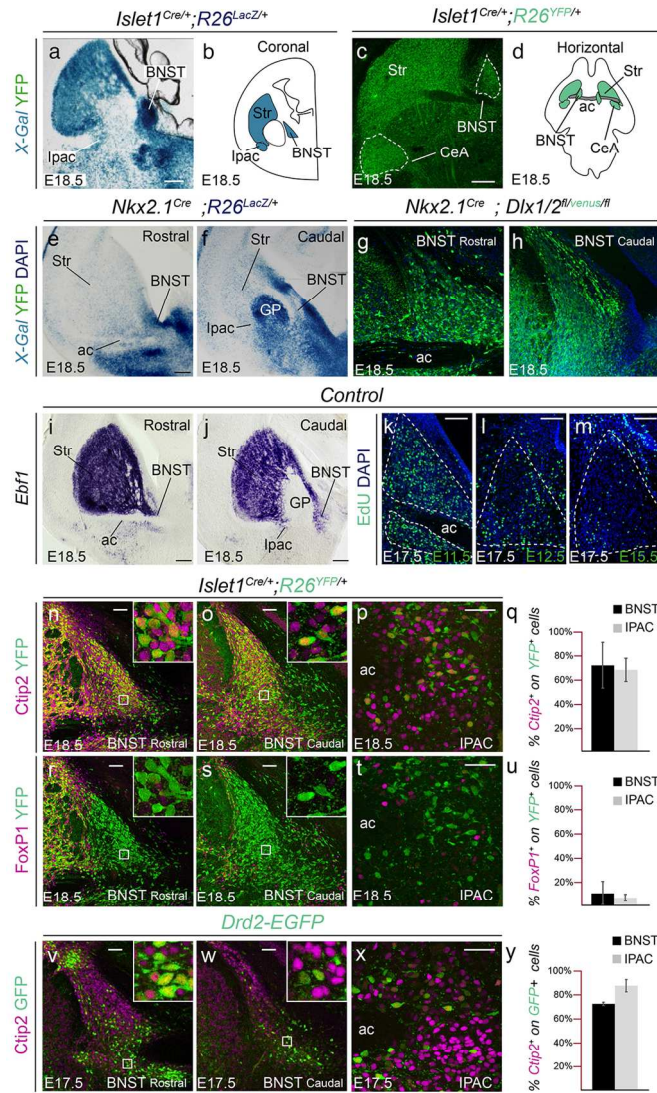 Islet1Cre/+;R26LacZ/+
Islet1Cre/+;R26YFP/+
X-Gal YFP
a
BNST
Ipac
E18.5
b
Coronal
Str
Ipac
BNST
c
Str
BNST
CeA
E18.5
d
Horizontal
Str
ac
BNST
CeA
E18.5
Nkx2.1Cre ;R26LacZ/+
Nkx2.1Cre ; Dlx1/2fl/venus/fl
X-Gal YFP DAPI
e
Rostral
Str
BNST
ac
E18.5
f
Caudal
Str
BNST
GP
Ipac
E18.5
g
BNST Rostral
ac
E18.5
h
BNST Caudal
E18.5
Control
Ebf1
i
Rostral
Str
BNST
ac
E18.5
j
Caudal
Str
BNST
GP
Ipac
E18.5
EdU DAPI
k
ac
E17.5 E11.5
l
E17.5 E12.5
m
E17.5 E15.5
Islet1Cre/+;R26YFP/+
Ctip2 YFP
n
E18.5 BNST Rostral
o
E18.5 BNST Caudal
p
ac
E18.5 IPAC
q
BNST
IPAC
% Ctip2+ on YFP+ cells
100%
80%
60%
40%
20%
FoxP1 YFP
r
E18.5 BNST Rostral
s
E18.5 BNST Caudal
t
ac
E18.5 IPAC
u
BNST
IPAC
% FoxP1+ on YFP+ cells
100%
80%
60%
40%
20%
Drd2-EGFP
Ctip2 GFP
v
E17.5 BNST Rostral
w
E17.5 BNST Caudal
x
ac
E17.5 IPAC
y
BNST
IPAC
% Ctip2+ on GFP+ cells
100%
80%
60%
40%
20%